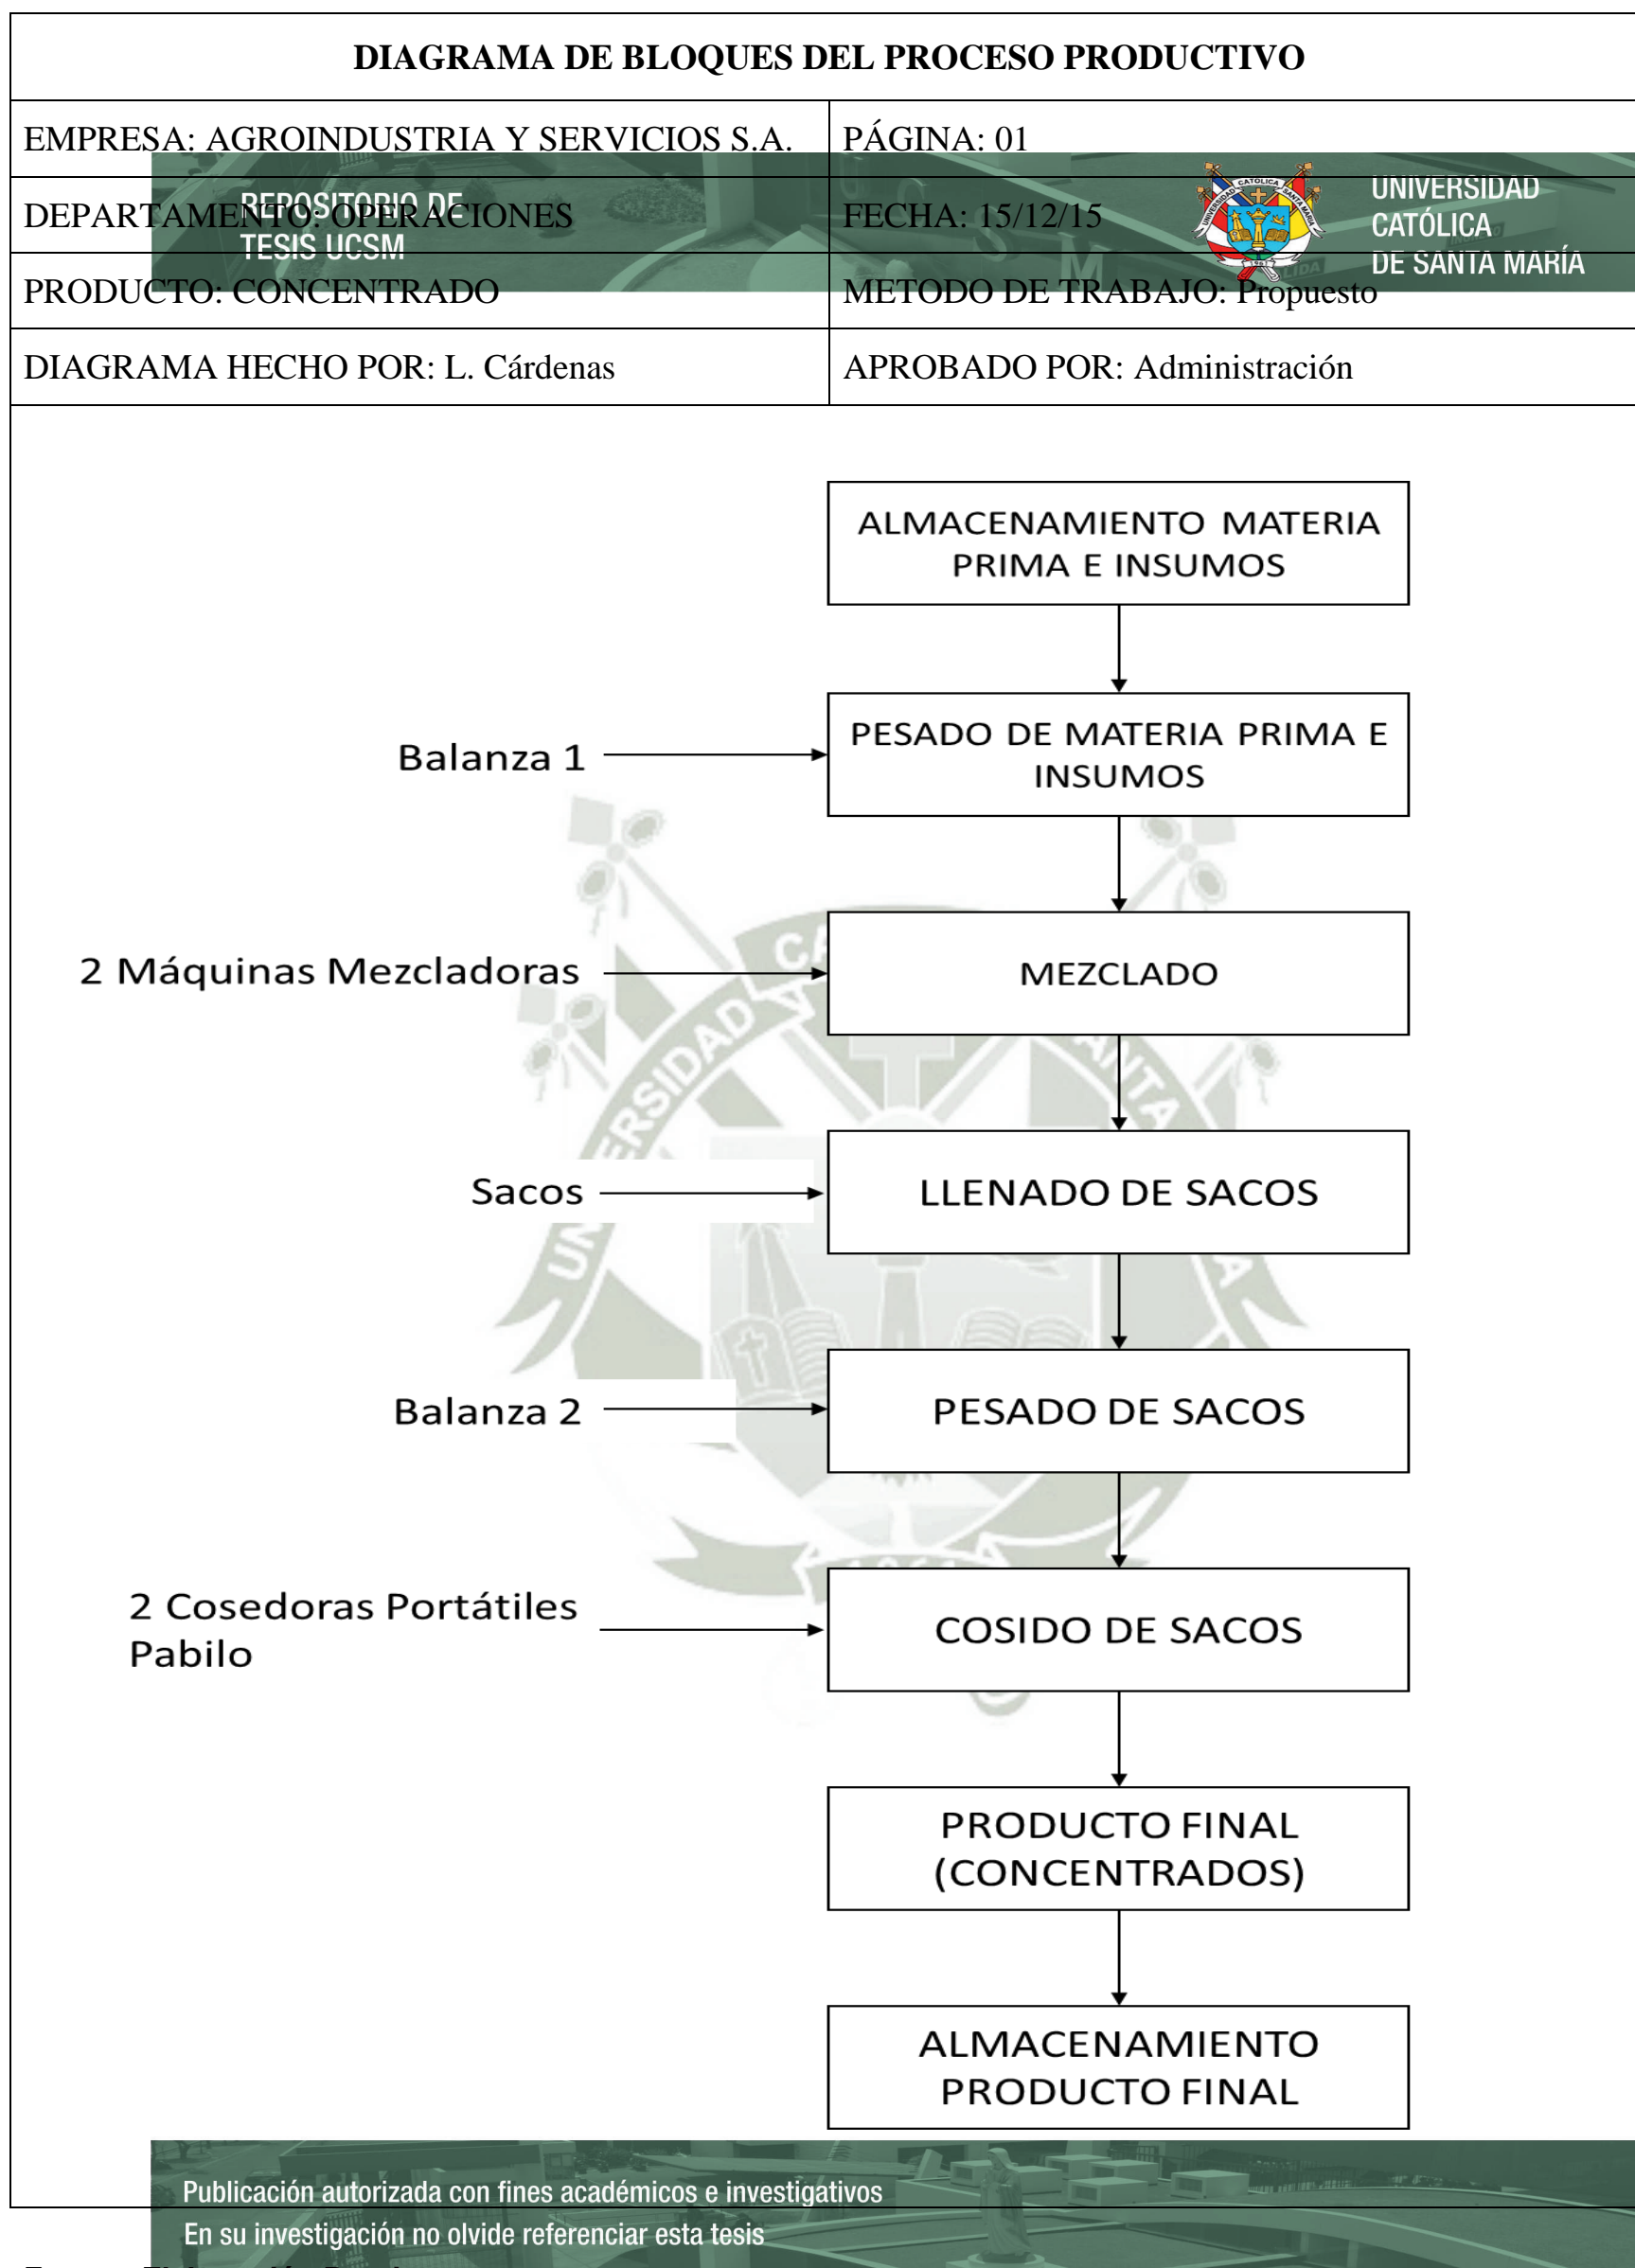 DIAGRAMA DE BLOQUES DEL PROCESO PRODUCTIVO
EMPRESA: AGROINDUSTRIA Y SERVICIOS S.A.
PÁGINA: 01
REPOSITORIO DE
TESIS UCSM
UNIVERSIDAD
CATÓLICA
DE SANTA MARÍA
DEPARTAMENTO: OPERACIONES
FECHA: 15/12/15
PRODUCTO: CONCENTRADO
METODO DE TRABAJO: Propuesto
DIAGRAMA HECHO POR: L. Cárdenas
APROBADO POR: Administración
ALMACENAMIENTO MATERIA
PRIMA E INSUMOS
Balanza 1
PESADO DE MATERIA PRIMA E
INSUMOS
2 Máquinas Mezcladoras
MEZCLADO
Sacos
LLENADO DE SACOS
Balanza 2
PESADO DE SACOS
2 Cosedoras Portátiles
Pabilo
COSIDO DE SACOS
PRODUCTO FINAL
(CONCENTRADOS)
ALMACENAMIENTO
PRODUCTO FINAL
Publicación autorizada con fines académicos e investigativos
En su investigación no olvide referenciar esta tesis